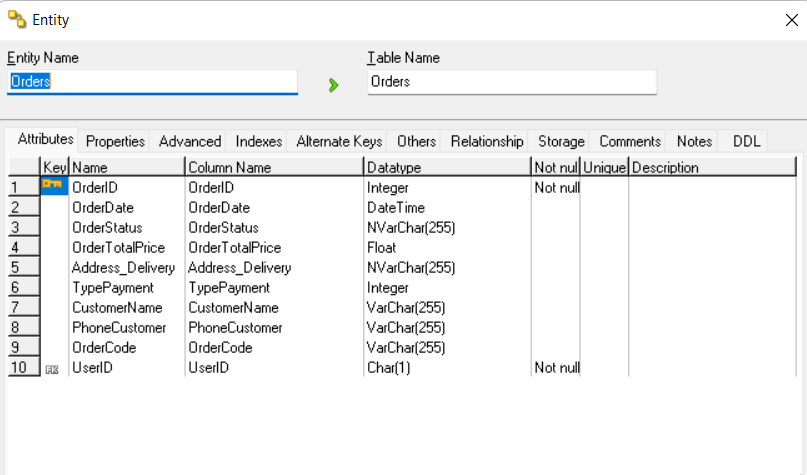 Entity
Entity Name Table Name
Orders Orders
Attributes Properties Advanced Indexes Alternate Keys Others Relationship Storage Comments Notes DDL
Key Name Column Name Datatype Not nul Unique Description
1 OrderID OrderID Integer Not null
2 OrderDate OrderDate DateTime
3 OrderStatus OrderStatus NVarChar(255)
4 OrderTotalPrice OrderTotalPrice Float
5 Address_Delivery Address_Delivery NVarChar(255)
6 TypePayment TypePayment Integer
7 CustomerName CustomerName VarChar(255)
8 PhoneCustomer PhoneCustomer VarChar(255)
9 OrderCode OrderCode VarChar(255)
10 FK UserID UserID Char(1) Not null